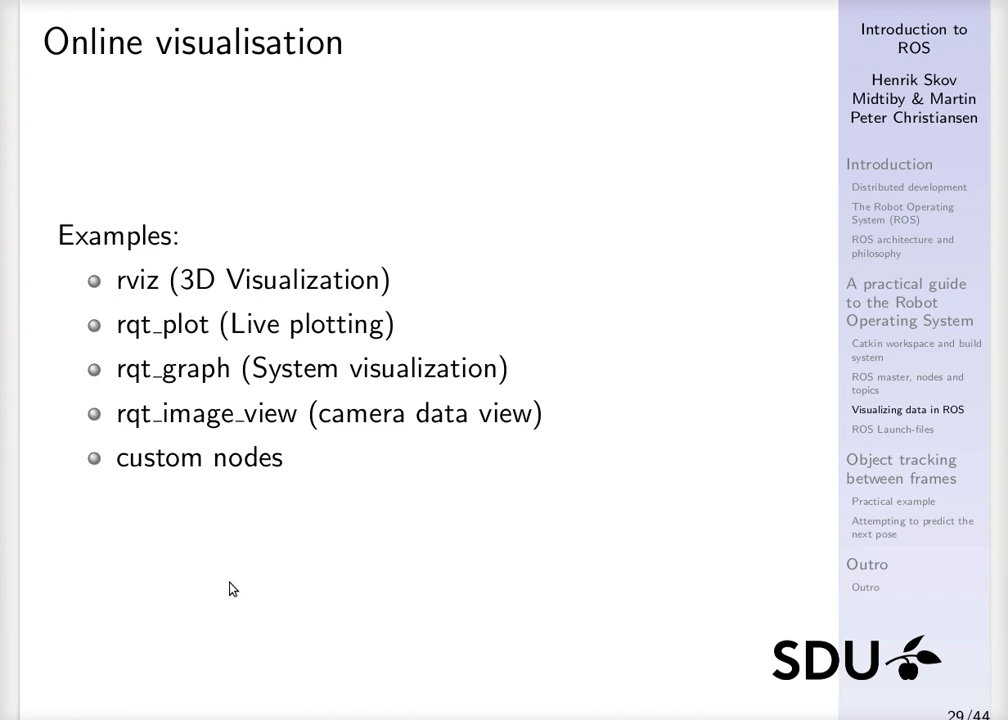 Online visualisation
Examples:
rviz (3D Visualization)
rqt_plot (Live plotting)
rqt_graph (System visualization)
rqt_image_view (camera data view)
custom nodes
Introduction to
ROS
Henrik Skov
Midtiby & Martin
Peter Christiansen
Introduction
Distributed development
The Robot Operating
System (ROS)
ROS architecture and
philosophy
A practical guide
to the Robot
Operating System
Catkin workspace and build
system
ROS master, nodes and
topics
Visualizing data in ROS
ROS Launch-files
Object tracking
between frames
Practical example
Attempting to predict the
next pose
Outro
Outro
SDU
29/44